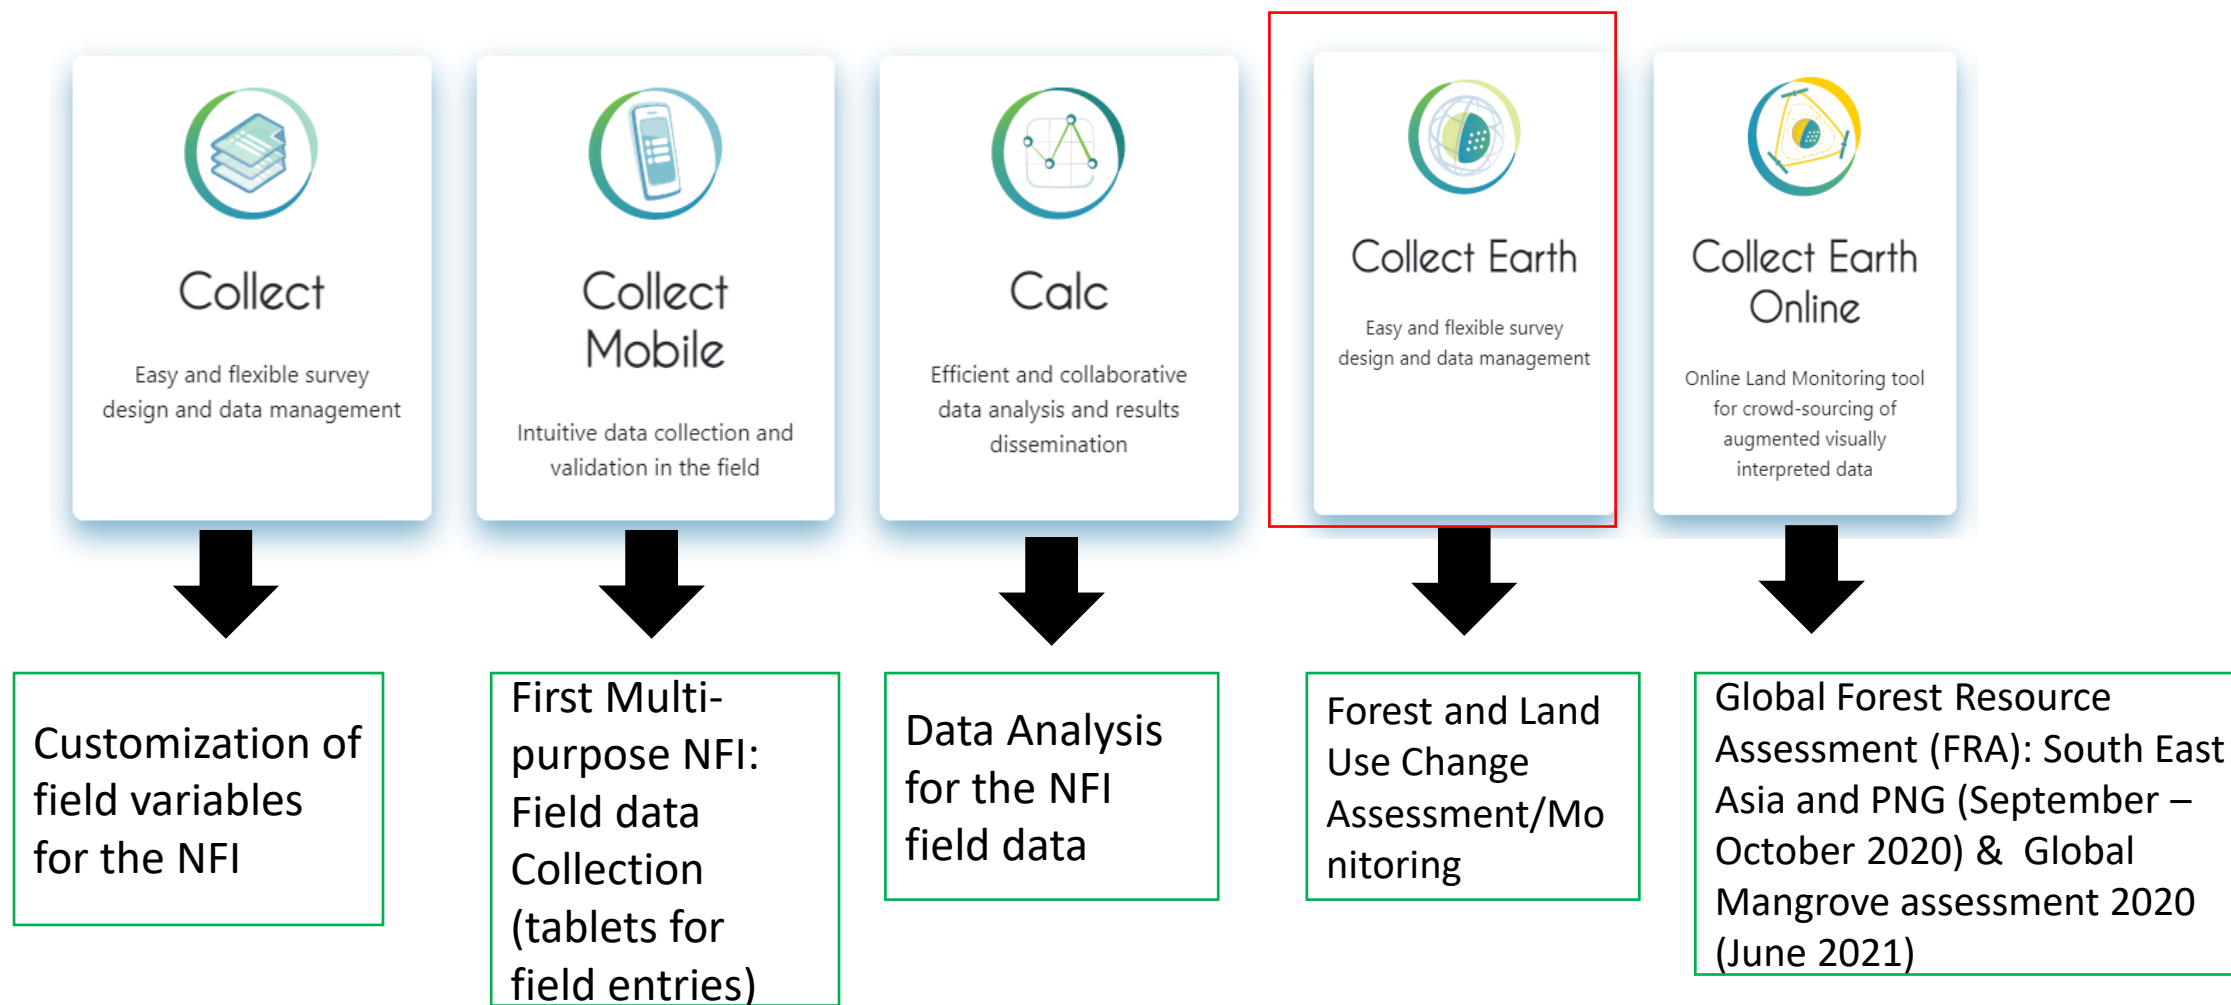 Collect
Easy and flexible survey
design and data management
Collect
Mobile
Intuitive data collection and
validation in the field
Calc
Efficient and collaborative
data analysis and results
dissemination
Collect Earth
Easy and flexible survey
design and data management
Collect Earth
Online
Online Land Monitoring tool
for crowd-sourcing of
augmented visually
interpreted data
Customization of
field variables
for the NFI
First Multi-
purpose NFI:
Field data
Collection
(tablets for
field entries)
Data Analysis
for the NFI
field data
Forest and Land
Use Change
Assessment/Mo
nitoring
Global Forest Resource
Assessment (FRA): South East
Asia and PNG (September –
October 2020) & Global
Mangrove assessment 2020
(June 2021)